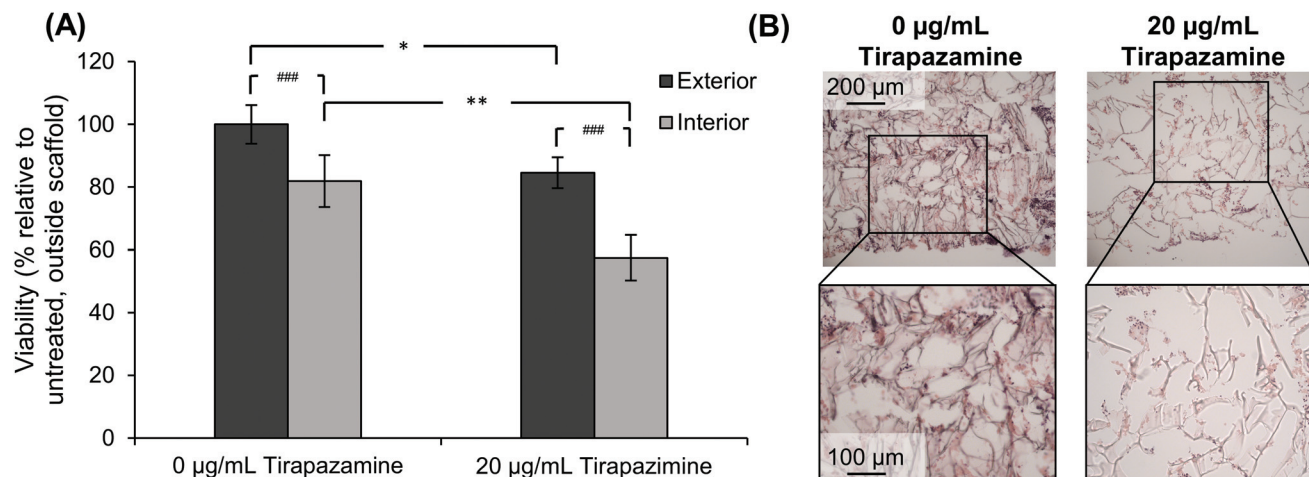 (A)
Viability (% relative to
untreated, outside scaffold)
120
100
80
60
40
20
0
*
###
**
###
Exterior
Interior
0 µg/mL Tirapazamine
20 µg/mL Tirapazimine
(B)
0 µg/mL
Tirapazamine
20 µg/mL
Tirapazamine
200 µm
100 µm